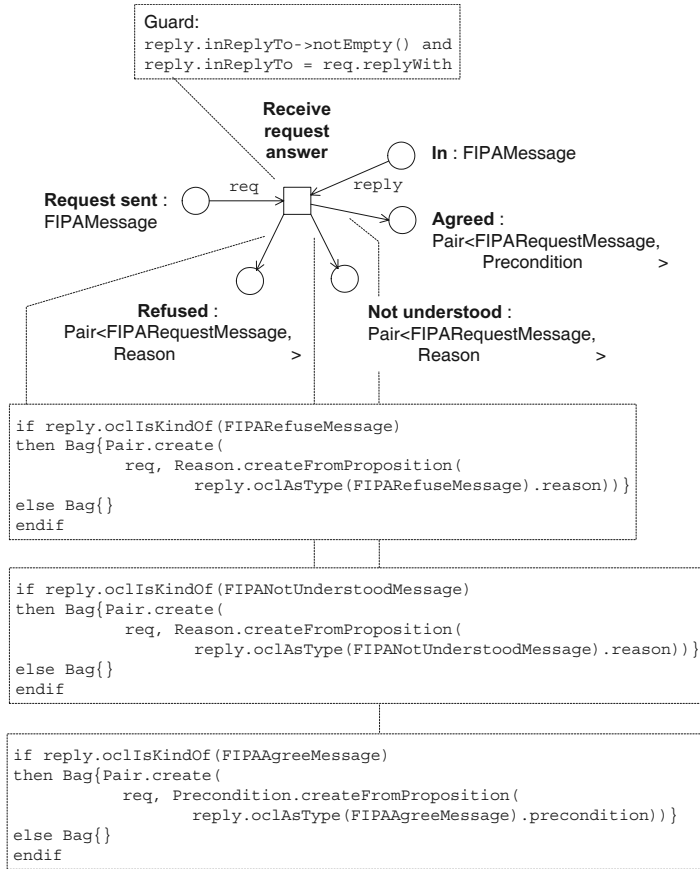 Guard:
reply.inReplyTo->notEmpty() and
reply.inReplyTo = req.replyWith
Receive
request
answer
In : FIPAMessage
req
reply
Request sent :
FIPAMessage
Agreed :
Pair<FIPARequestMessage,
Precondition >
Refused :
Pair<FIPARequestMessage,
Reason >
Not understood :
Pair<FIPARequestMessage,
Reason >
if reply.oclIsKindOf(FIPARefuseMessage)
then Bag{Pair.create(
req, Reason.createFromProposition(
reply.oclAsType(FIPARefuseMessage).reason))}
else Bag{}
endif
if reply.oclIsKindOf(FIPANotUnderstoodMessage)
then Bag{Pair.create(
req, Reason.createFromProposition(
reply.oclAsType(FIPANotUnderstoodMessage).reason))}
else Bag{}
endif
if reply.oclIsKindOf(FIPAAgreeMessage)
then Bag{Pair.create(
req, Precondition.createFromProposition(
reply.oclAsType(FIPAAgreeMessage).precondition))}
else Bag{}
endif